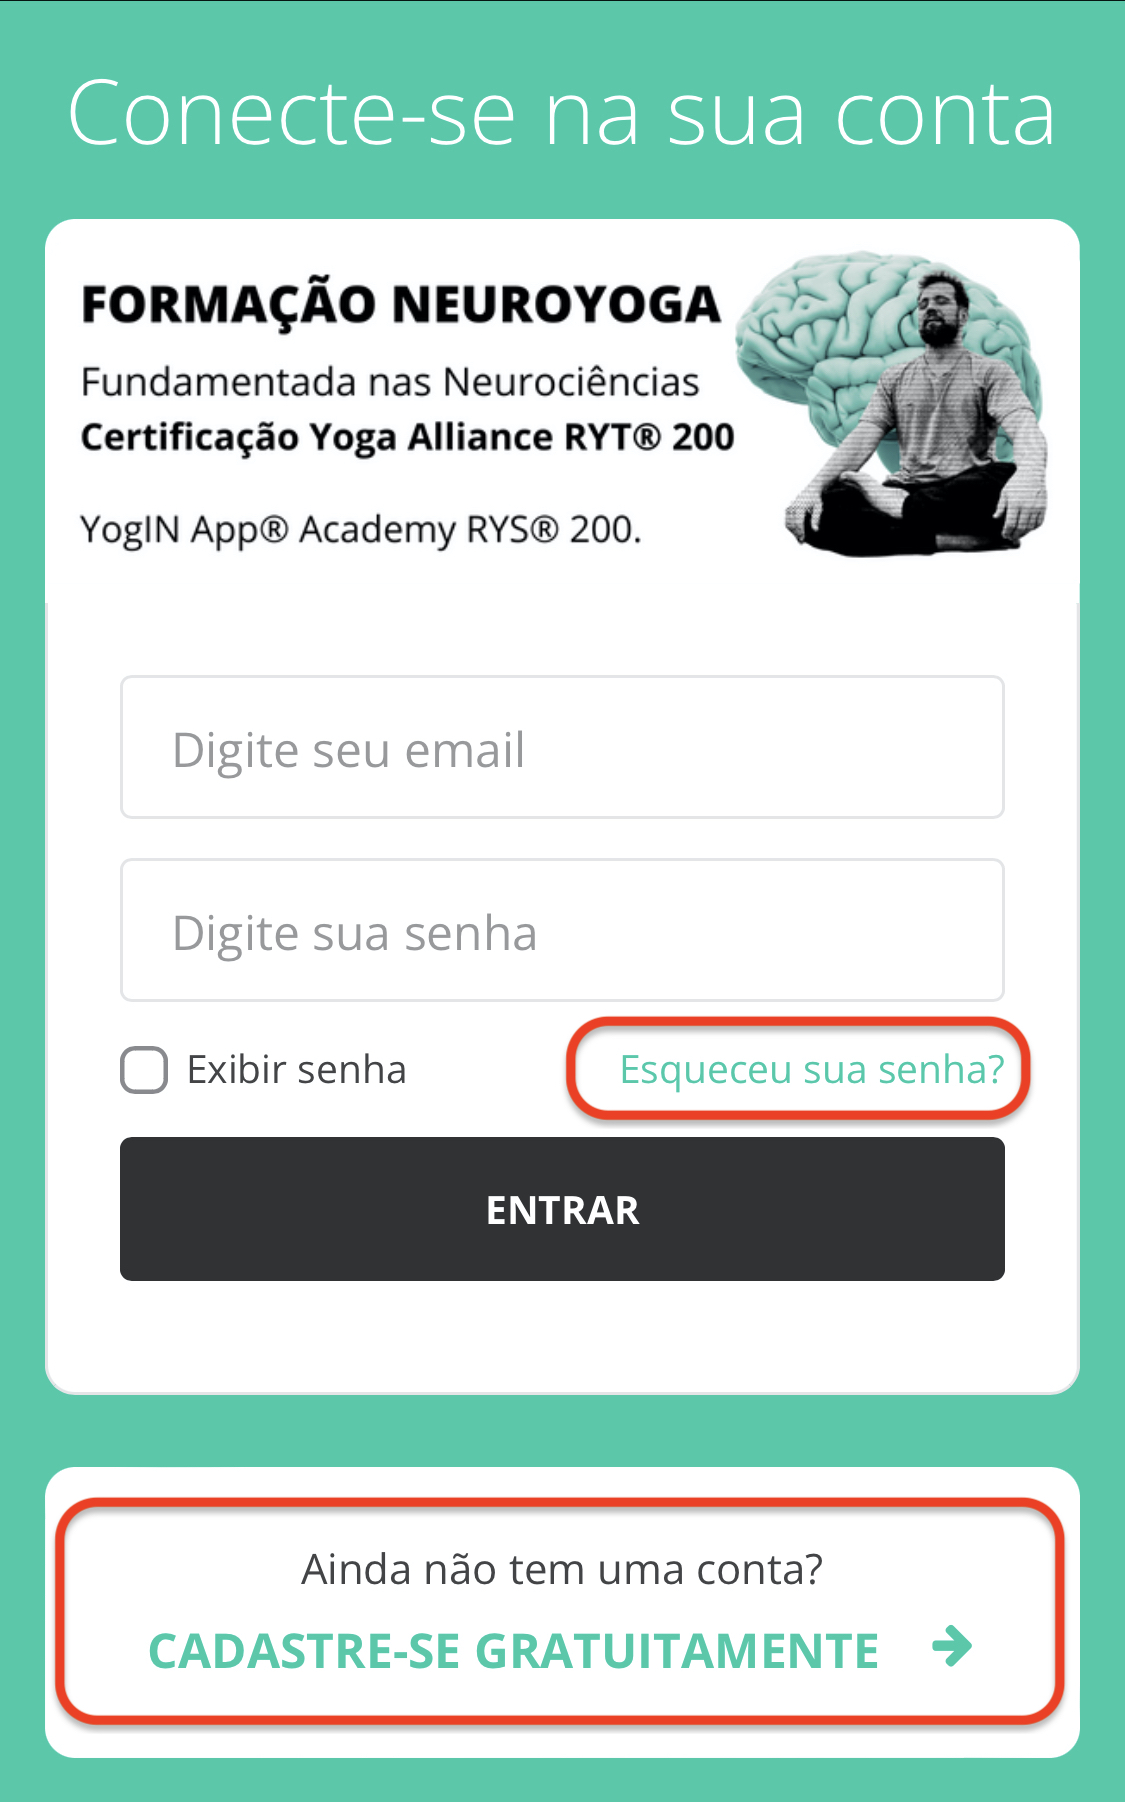 Conecte-se na sua conta
FORMAÇÃO NEUROYOGA
Fundamentada nas Neurociências
Certificação Yoga Alliance RYT® 200
YogIN App® Academy RYS® 200.
Digite seu email
Digite sua senha
Exibir senha
Esqueceu sua senha?
ENTRAR
Ainda não tem uma conta?
CADASTRE-SE GRATUITAMENTE